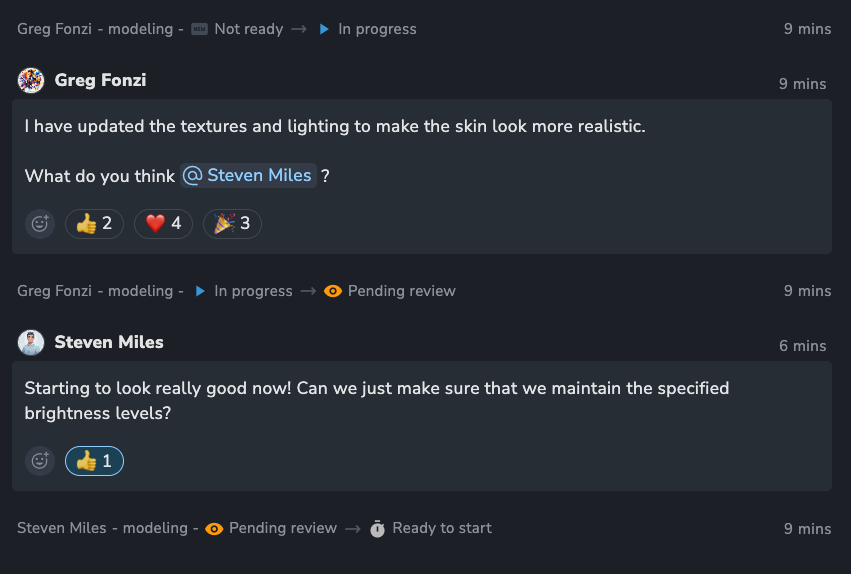 Greg Fonzi - modeling - NEW Not ready → In progress 9 mins
Greg Fonzi 9 mins
I have updated the textures and lighting to make the skin look more realistic.
What do you think @ Steven Miles ?
2 4 3
Greg Fonzi - modeling - In progress → Pending review 9 mins
Steven Miles 6 mins
Starting to look really good now! Can we just make sure that we maintain the specified
brightness levels?
1
Steven Miles - modeling - Pending review → Ready to start 9 mins